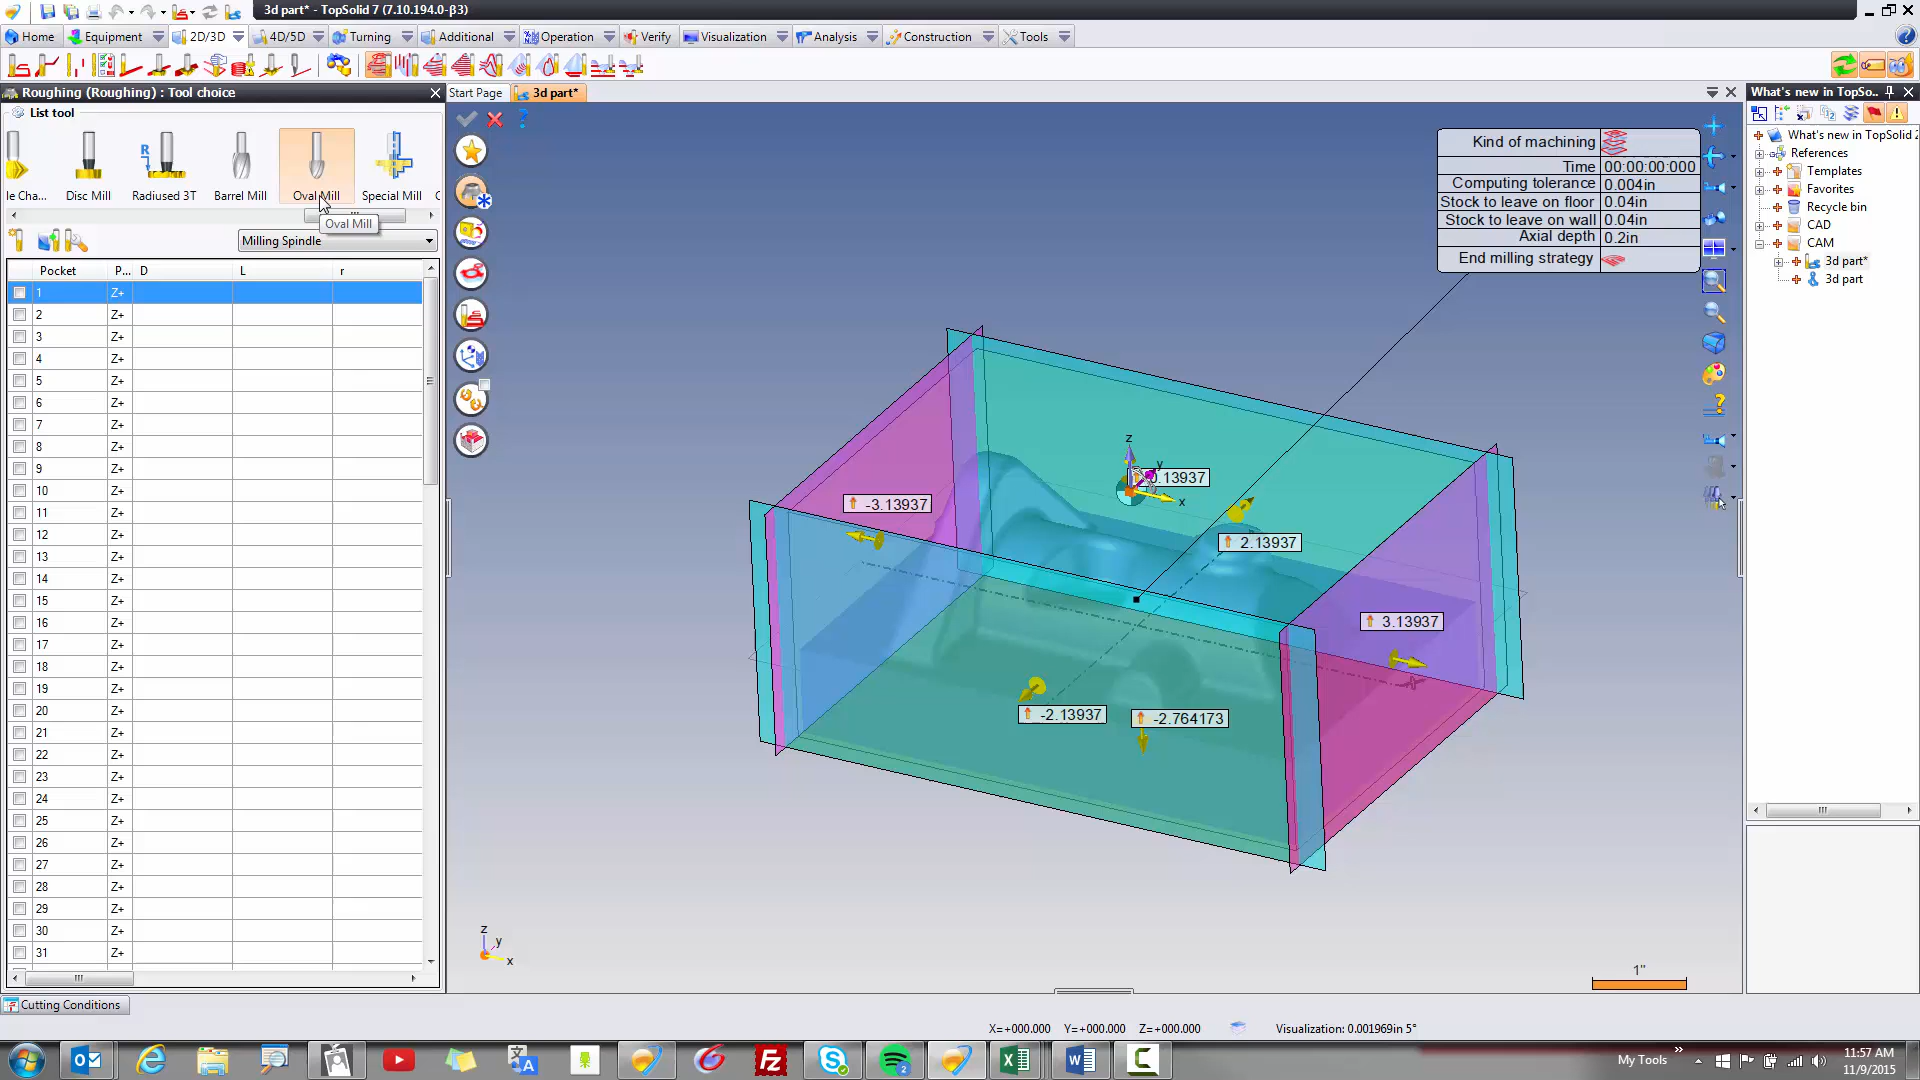 3d part* - TopSolid 7 (7.10.194.0-β3)
Home Equipment 2D/3D 4D/5D Turning Additional Operation Verify Visualization Analysis Construction Tools
Roughing (Roughing) : Tool choice
Start Page 3d part*
What's new in TopSo..
List tool
R
Disc Mill Radiused 3T Barrel Mill Oval Mill Special Mill
Oval Mill
Milling Spindle
Pocket P... D L r
1 Z+
2 Z+
3 Z+
4 Z+
5 Z+
6 Z+
7 Z+
8 Z+
9 Z+
10 Z+
11 Z+
12 Z+
13 Z+
14 Z+
15 Z+
16 Z+
17 Z+
18 Z+
19 Z+
20 Z+
21 Z+
22 Z+
23 Z+
24 Z+
25 Z+
26 Z+
27 Z+
28 Z+
29 Z+
30 Z+
31 Z+
Cutting Conditions
Kind of machining
Time 00:00:00:000
Computing tolerance 0.004in
Stock to leave on floor 0.04in
Stock to leave on wall 0.04in
Axial depth 0.2in
End milling strategy
z
y
x
0.13937
-3.13937
2.13937
3.13937
-2.13937
-2.764173
z
y
x
1"
What's new in TopSolid
References
Templates
Favorites
Recycle bin
CAD
CAM
3d part*
3d part
X=+000.000 Y=+000.000 Z=+000.000 Visualization: 0.001969in 5°
My Tools
11:57 AM
11/9/2015